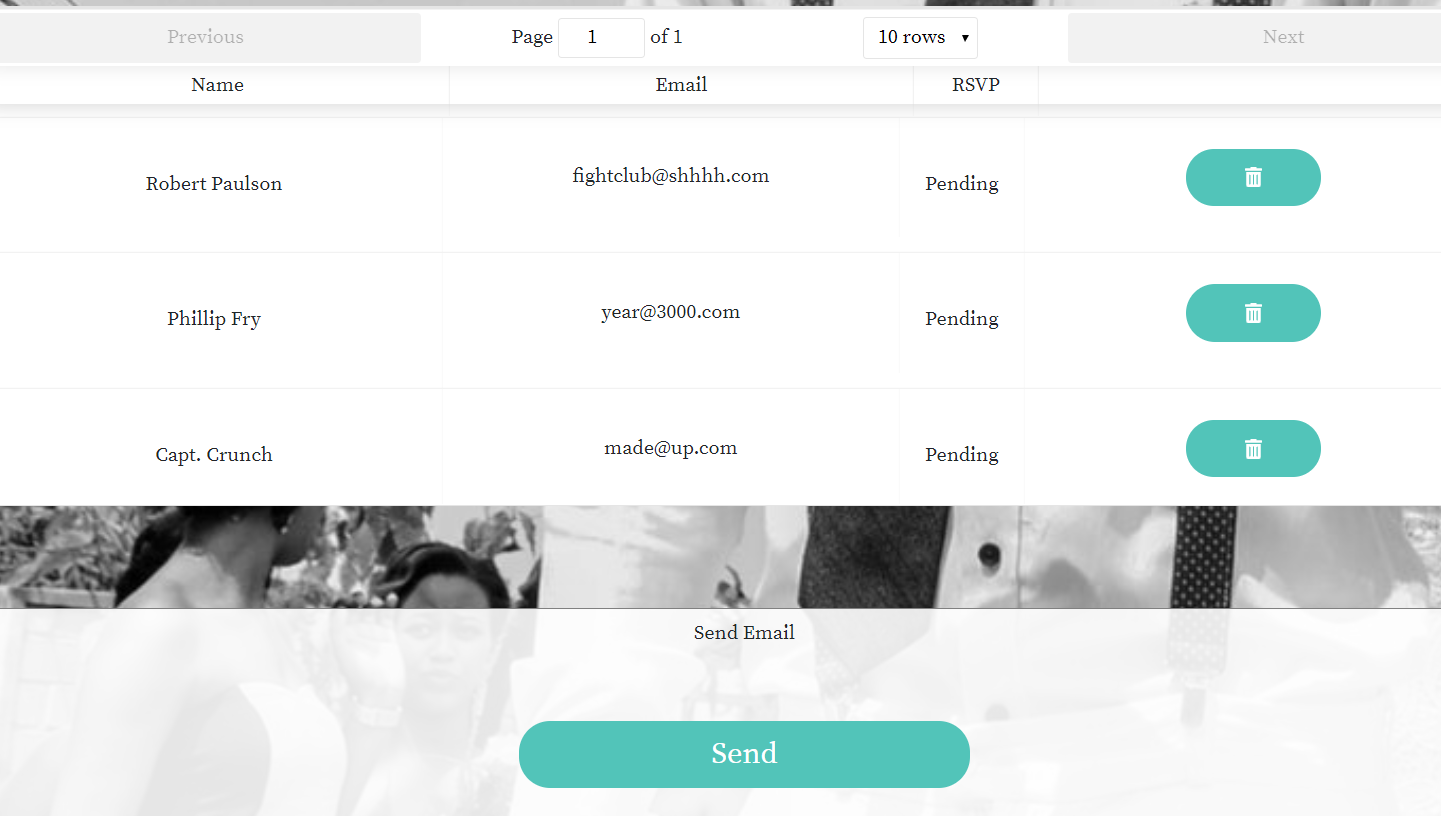 Previous Page 1 of 1 10 rows Next
Name Email RSVP
Robert Paulson fightclub@shhhh.com Pending
Phillip Fry year@3000.com Pending
Capt. Crunch made@up.com Pending
Send Email
Send